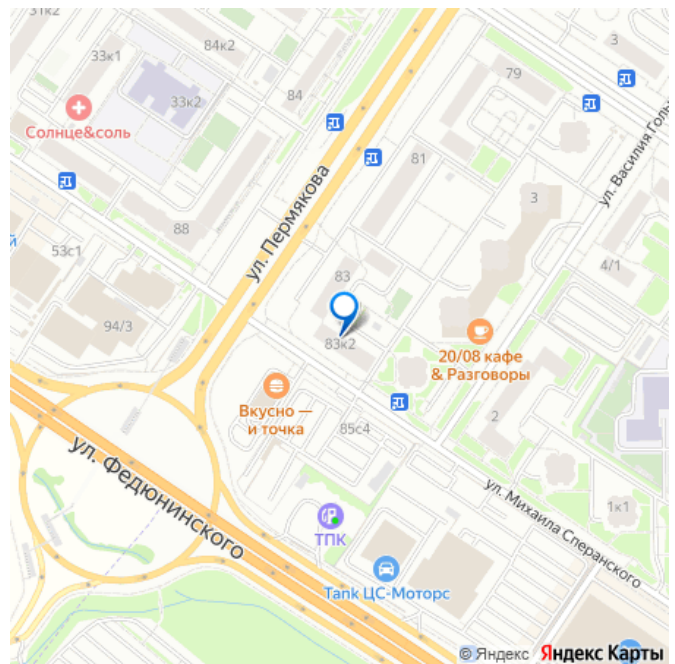 31к2
33к1
84к2
3
33к2
84
79
Солнце&соль
81
ул. Василия Голь
88
ул. Пермякова
3
й
53с1
83
4/1
94/3
83к2
20/08 кафе
& Разговоры
Вкусно —
и точка
85с4
2
ул. Федюнинского
ул. Михаила Сперанского
1к1
ТПК
Tank ЦС-Моторс
© Яндекс Яндекс Карты